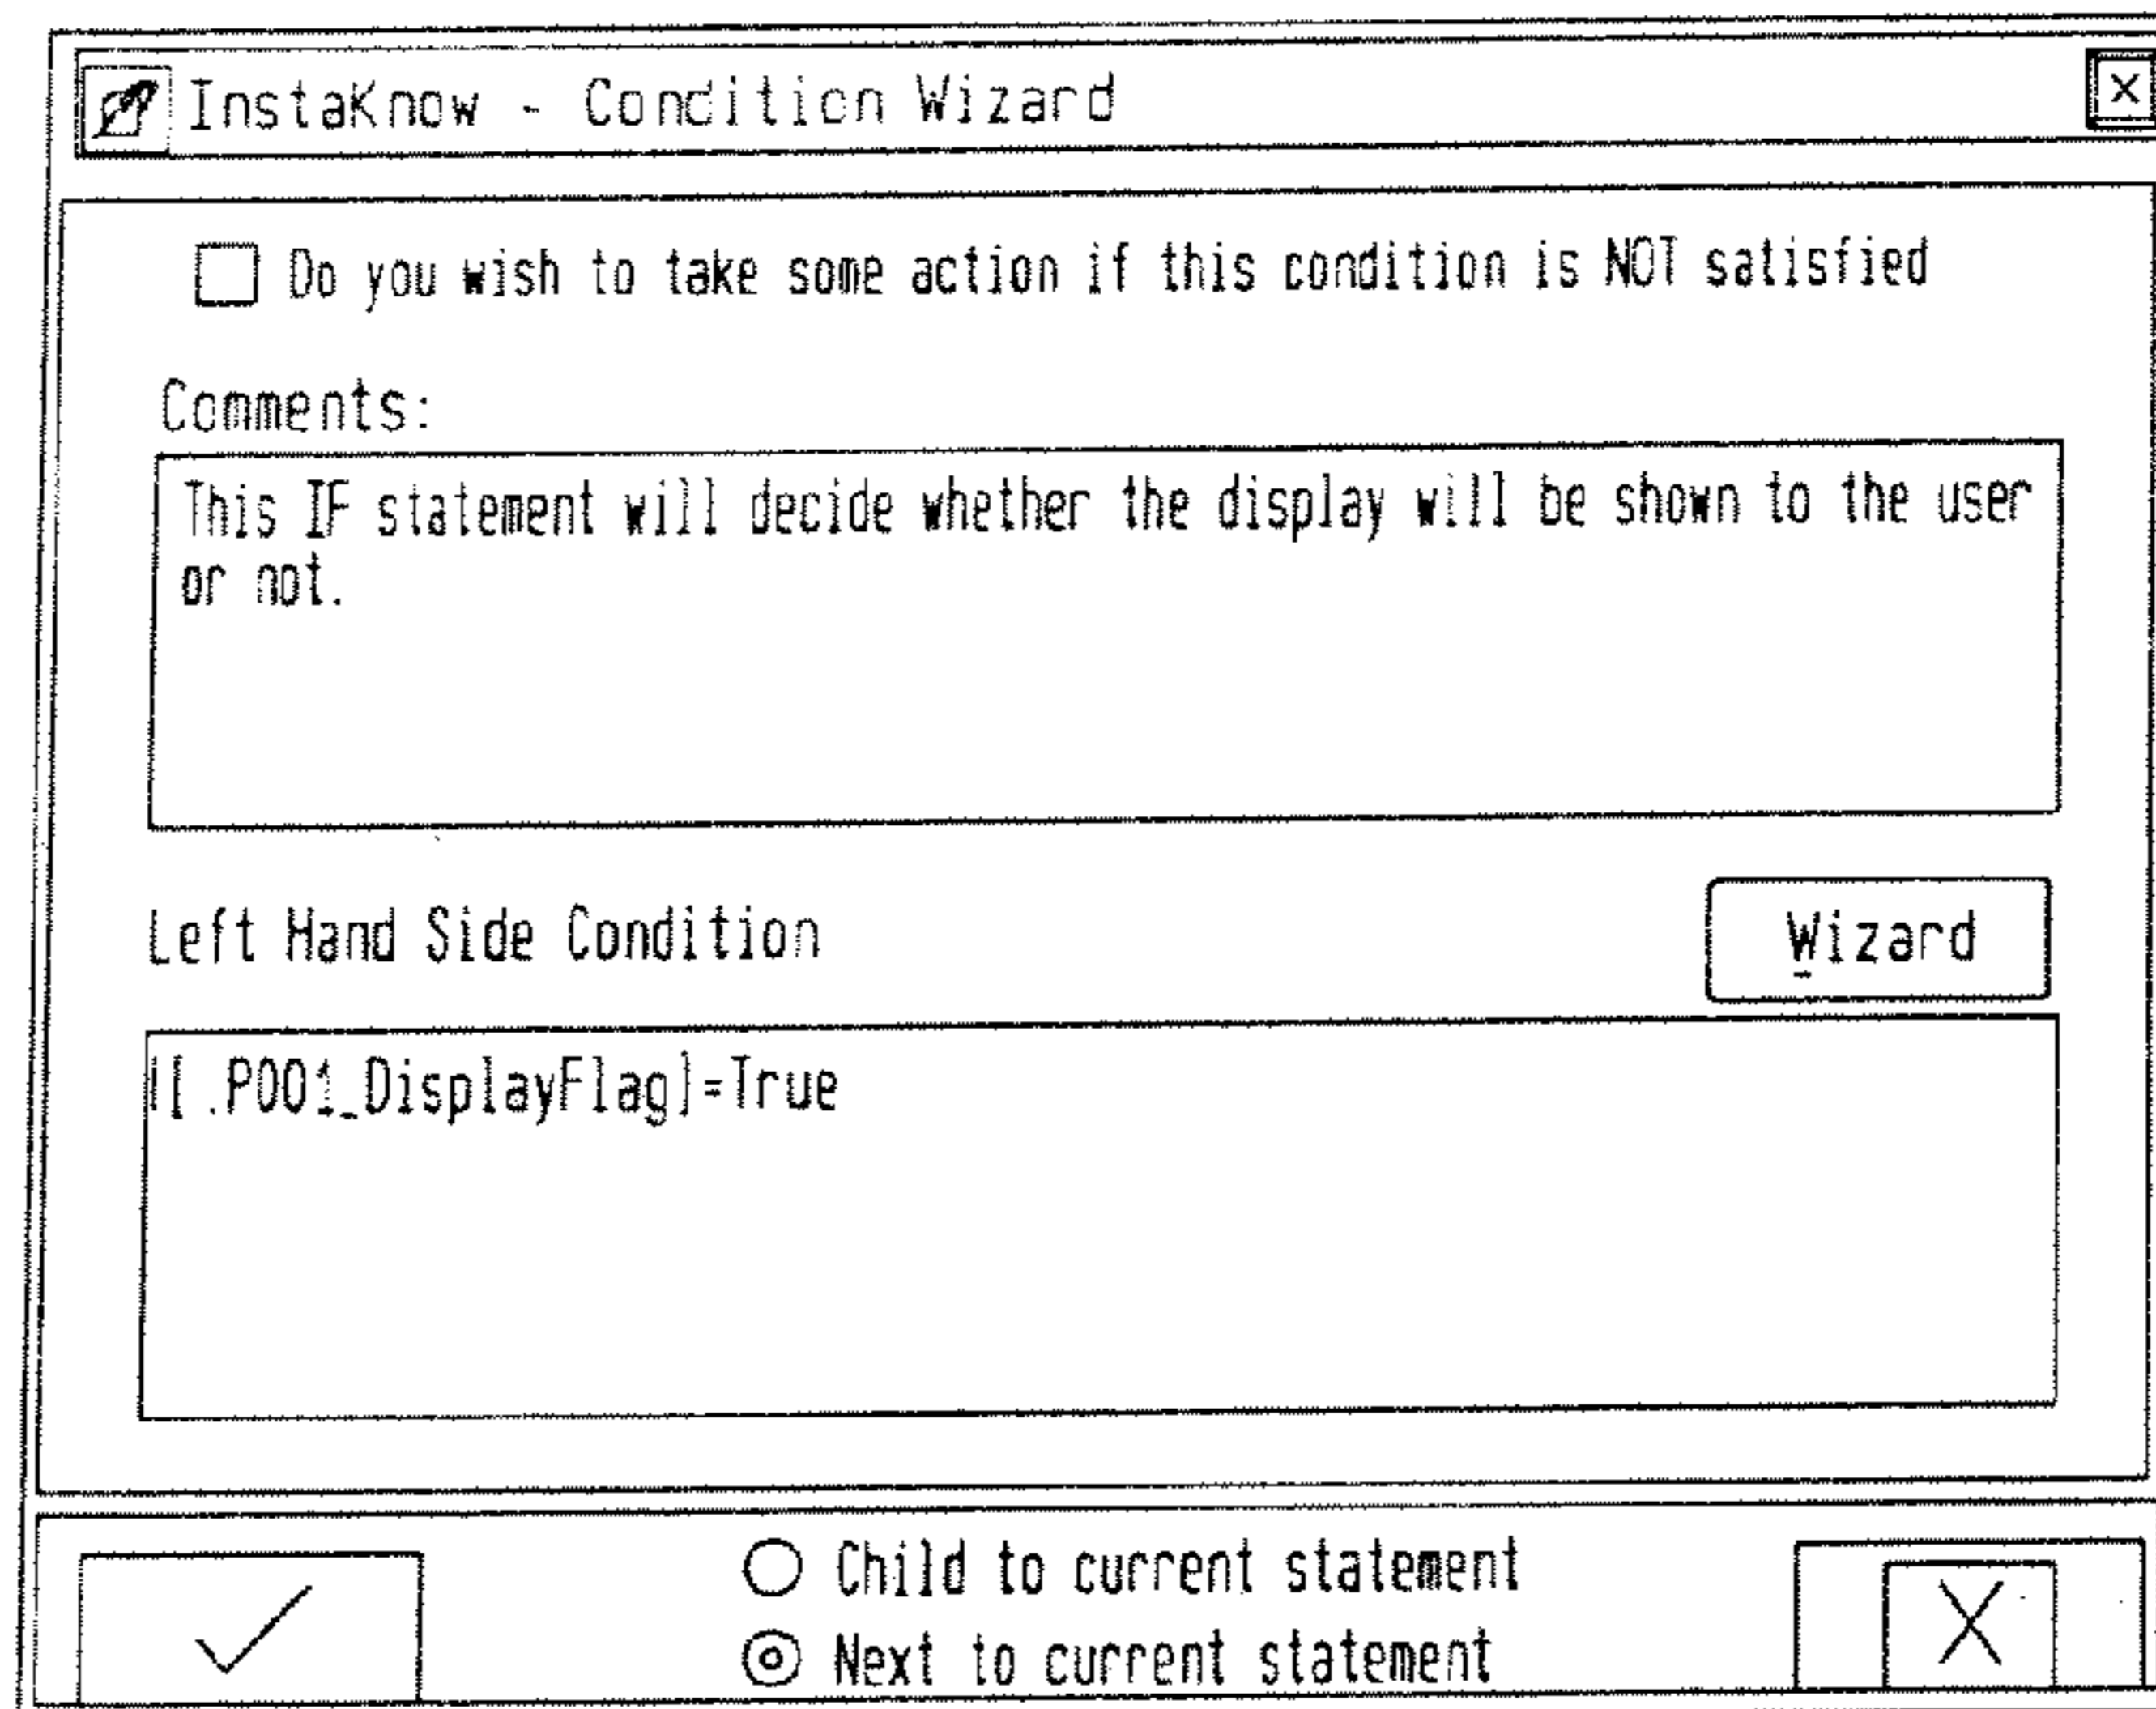 InstaKnow - Condition Wizard
Do you wish to take some action if this condition is NOT satisfied
Comments:
This IF statement will decide whether the display will be shown to the user
or not.
Left Hand Side Condition
Wizard
|[.P001_DisplayFlag]=True
Child to current statement
Next to current statement